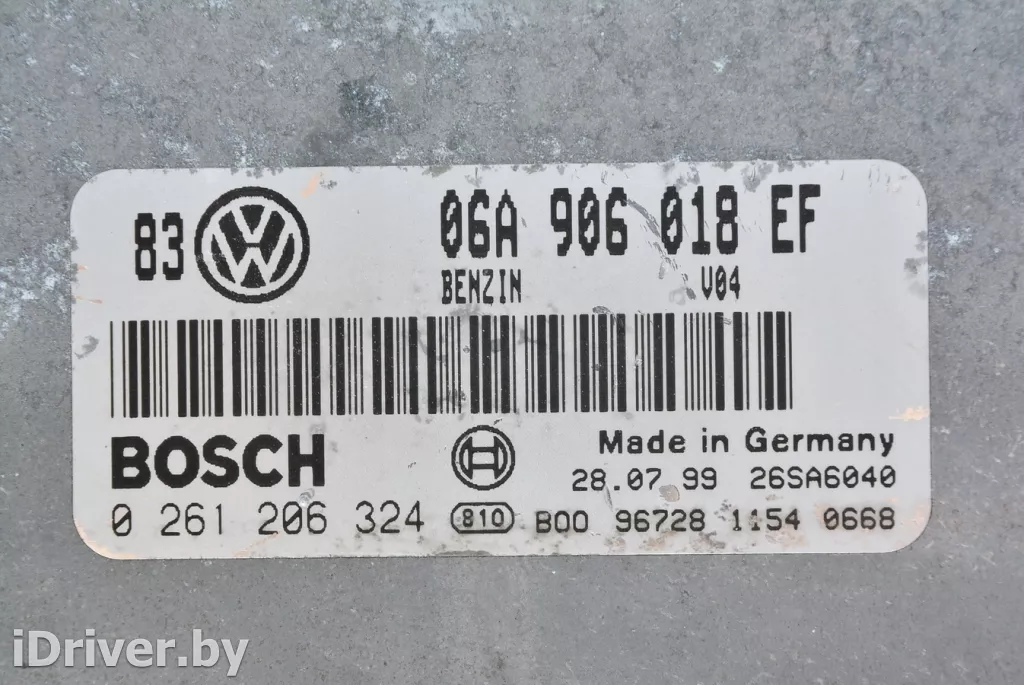 83 VW 06A 906 018 EF
BENZIN V04
BOSCH Made in Germany
28.07 99 26SA6040
0 261 206 324 810 B00 96728 1154 0668
iDriver.by